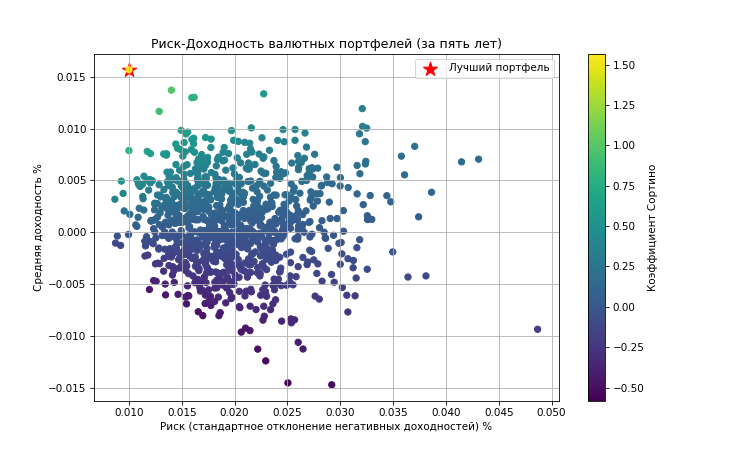 Риск-Доходность валютных портфелей (за пять лет)
Лучший портфель
Средняя доходность %
0.015
0.010
0.005
0.000
−0.005
−0.010
−0.015
0.010 0.015 0.020 0.025 0.030 0.035 0.040 0.045 0.050
Риск (стандартное отклонение негативных доходностей) %
1.50
1.25
1.00
0.75
0.50
0.25
0.00
−0.25
−0.50
Коэффициент Сортино